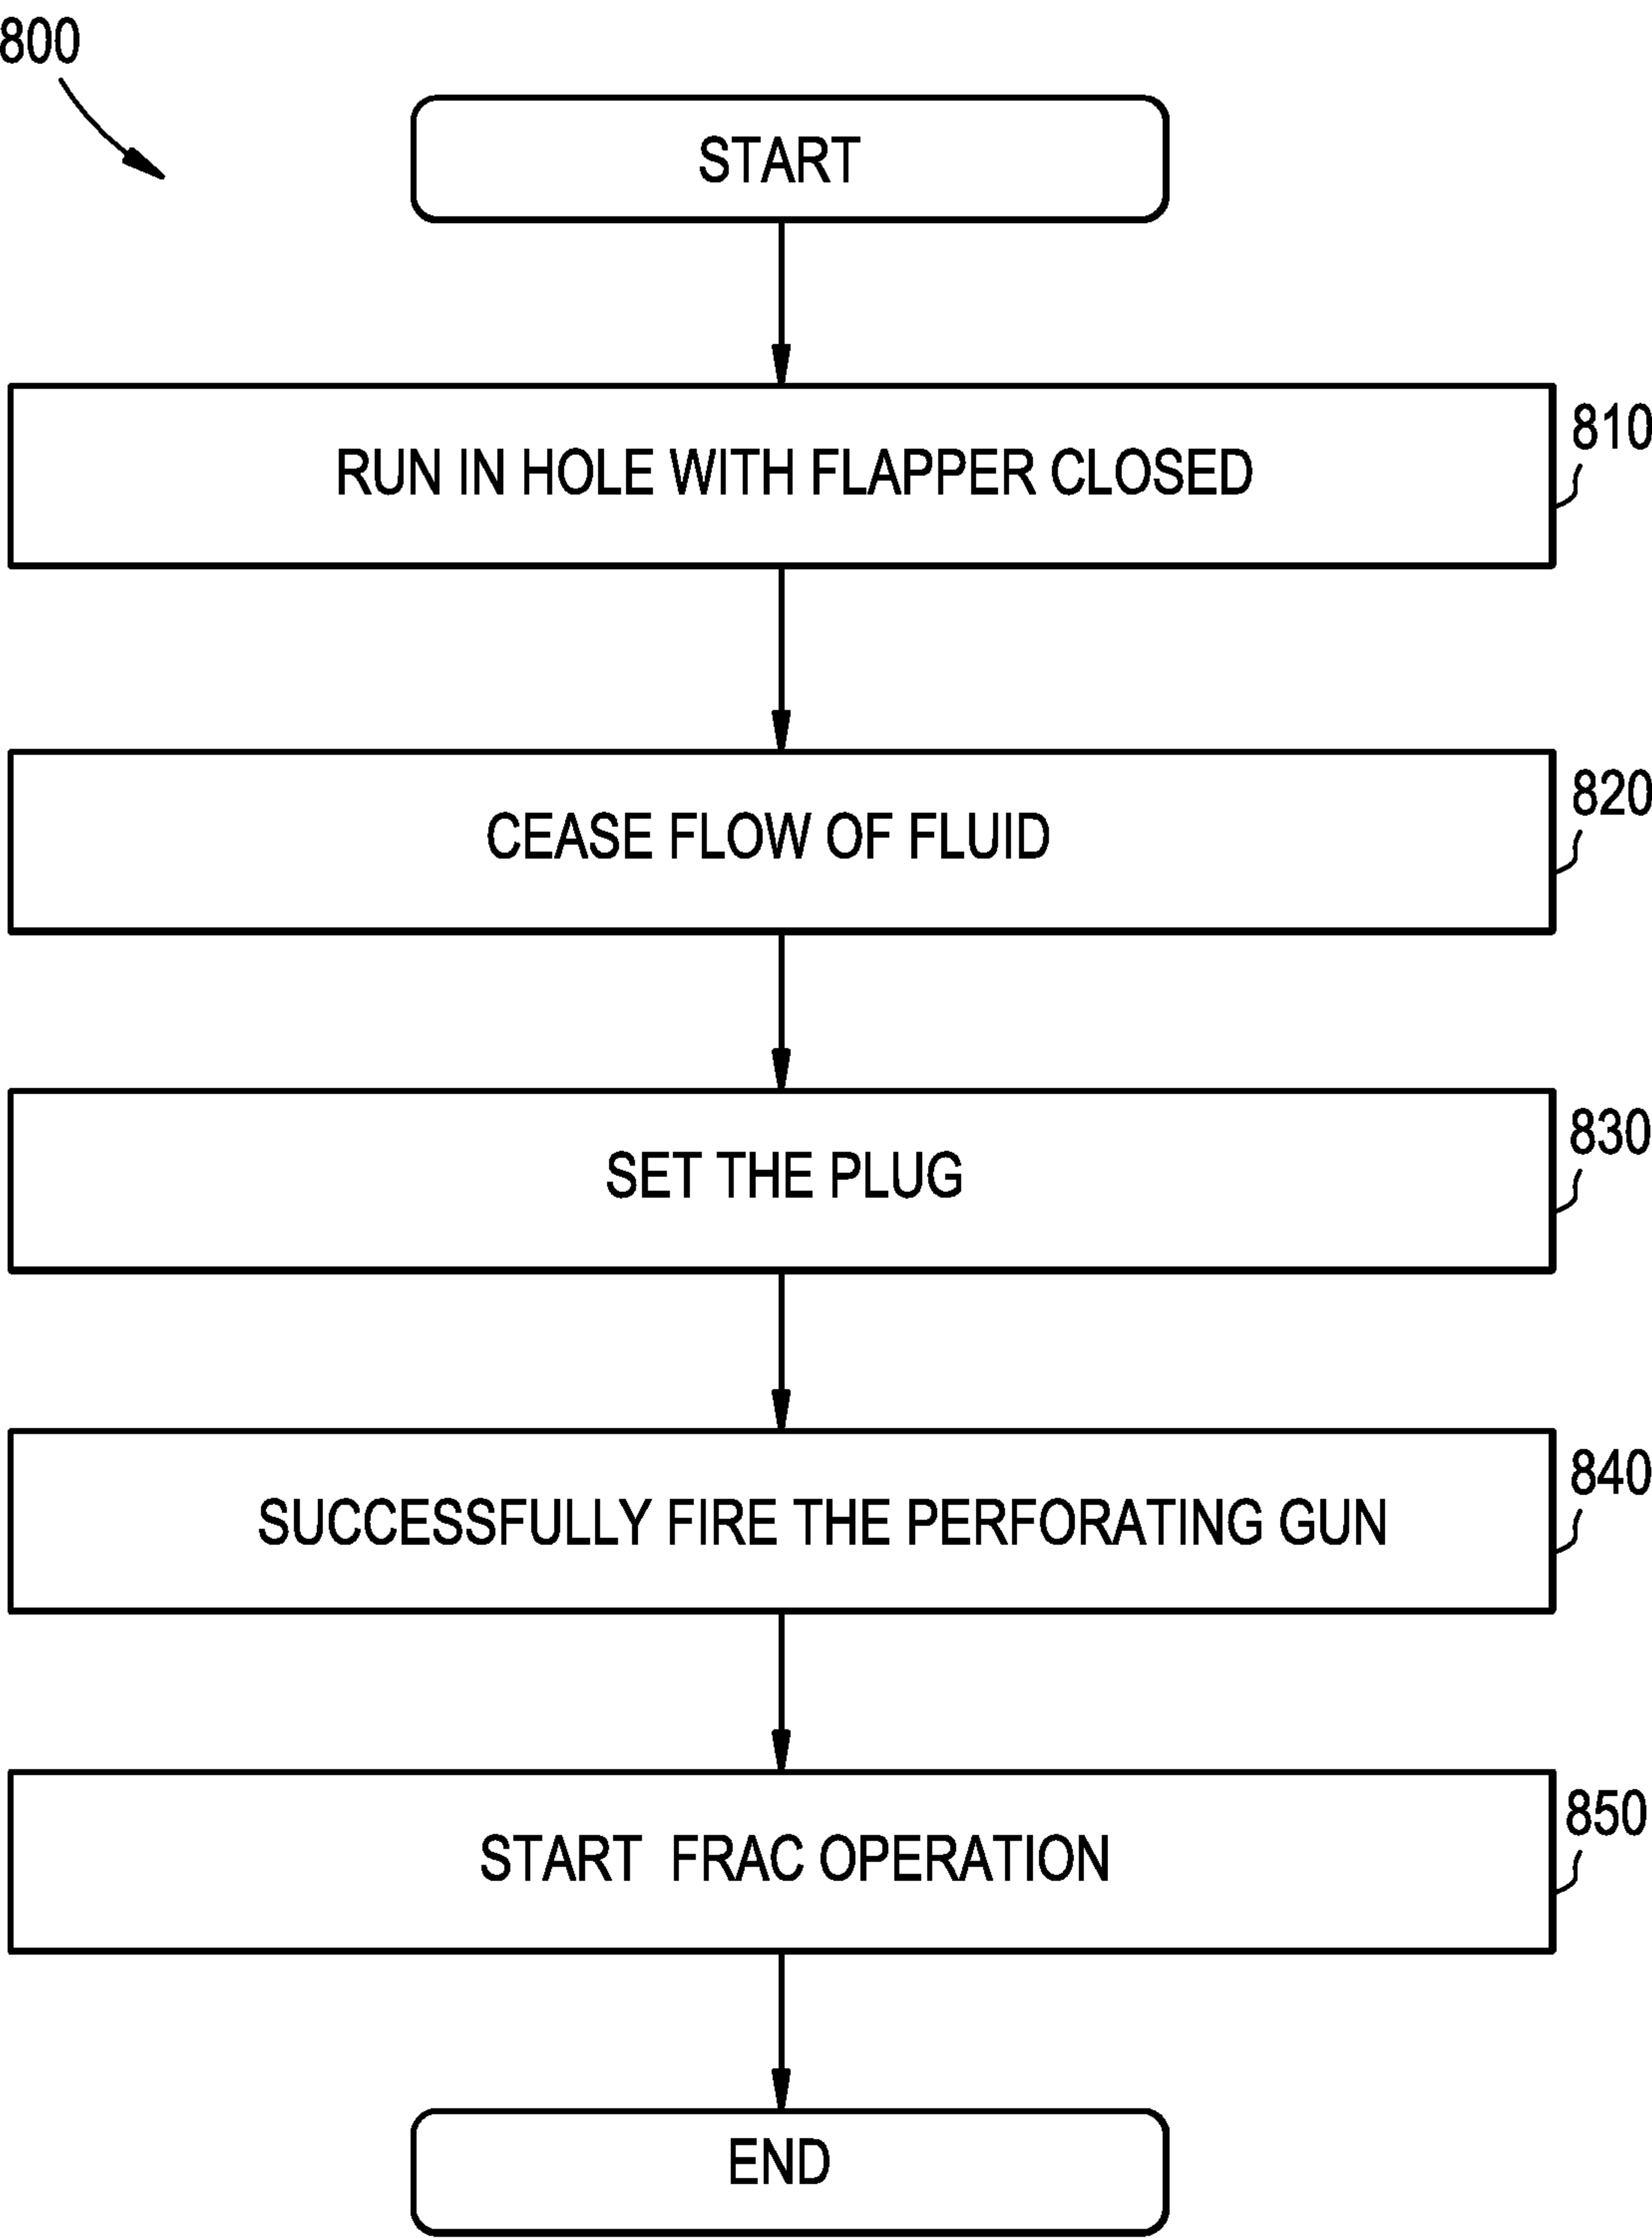 800
START
RUN IN HOLE WITH FLAPPER CLOSED
810
CEASE FLOW OF FLUID
820
SET THE PLUG
830
SUCCESSFULLY FIRE THE PERFORATING GUN
840
START FRAC OPERATION
850
END